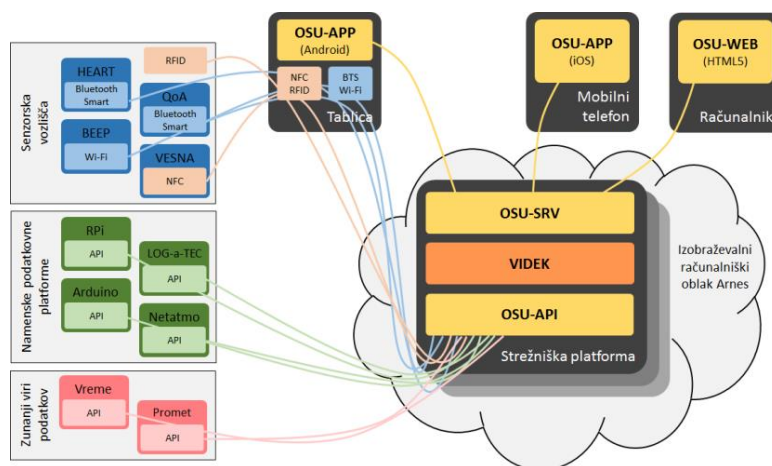 Senzorska
vozlišča
HEART
Bluetooth
Smart
RFID
QoA
Bluetooth
Smart
BEEP
Wi-Fi
VESNA
NFC
Namenske podatkovne
platforme
RPi
API
LOG-a-TEC
API
Arduino
API
Netatmo
API
Zunanji viri
podatkov
Vreme
API
Promet
API
OSU-APP
(Android)
NFC
RFID
BTS
Wi-Fi
Tablica
OSU-APP
(iOS)
Mobilni
telefon
OSU-WEB
(HTML5)
Računalnik
OSU-SRV
VIDEK
OSU-API
Strežniška platforma
Izobraževalni
računalniški
oblak Arnes